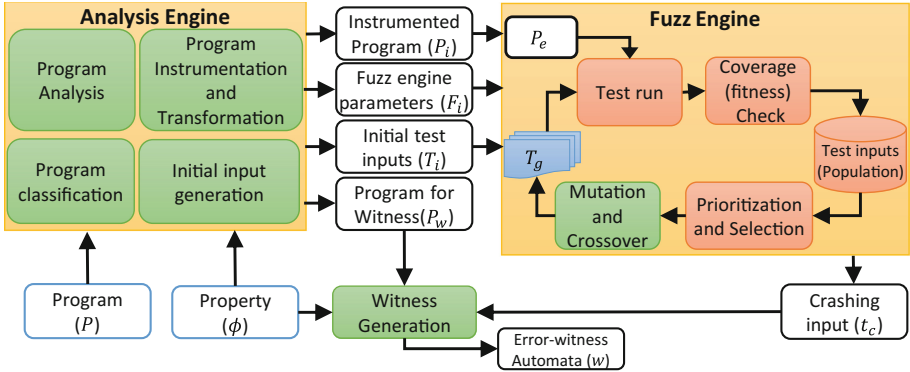 Analysis Engine
Program
Analysis
Program
Instrumentation
and
Transformation
Program
classification
Initial input
generation
Instrumented
Program (P_i)
Fuzz engine
parameters (F_i)
Initial test
inputs (T_i)
Program for
Witness(P_w)
Fuzz Engine
P_e
Test run
Coverage
(fitness)
Check
T_g
Test inputs
(Population)
Mutation
and
Crossover
Prioritization
and Selection
Program
(P)
Property
(ϕ)
Witness
Generation
Crashing
input (t_c)
Error-witness
Automata (w)